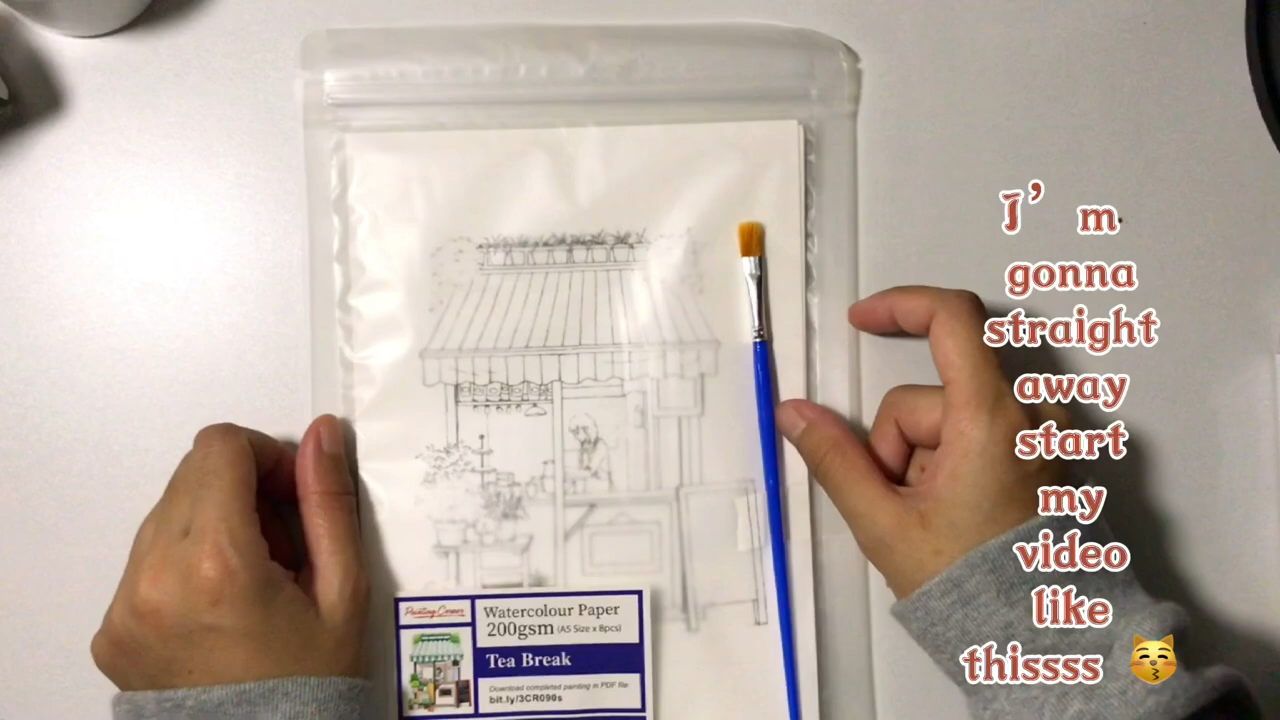 I' m
gonna
straight
away
start
my
video
like
thissss 😽
Painting Corner
Watercolour Paper
200gsm (A5 Size x 8pcs)
Tea Break
Download completed painting in PDF file
bit.ly/3CR090s